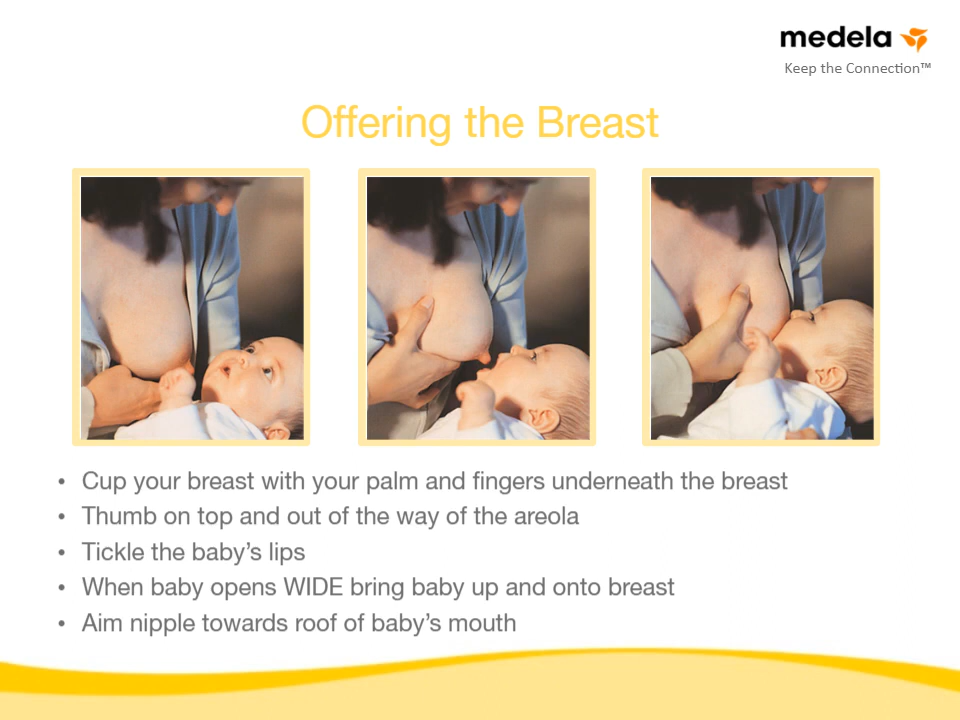 medela
Keep the Connection™
Offering the Breast
• Cup your breast with your palm and fingers underneath the breast
• Thumb on top and out of the way of the areola
• Tickle the baby’s lips
• When baby opens WIDE bring baby up and onto breast
• Aim nipple towards roof of baby’s mouth